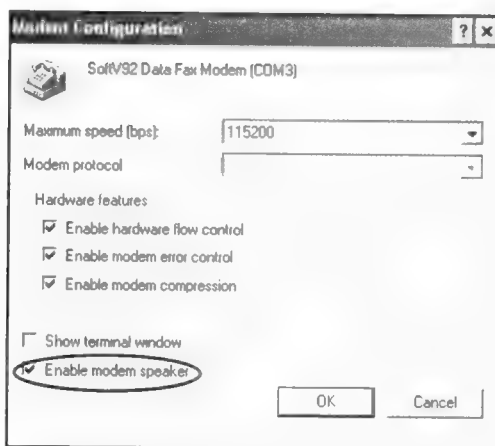 Modem Configuration ? x
SoftV92 Data Fax Modem (COM3)
Maximum speed (bps): 115200
Modem protocol
Hardware features
Enable hardware flow control
Enable modem error control
Enable modem compression
Show terminal window
Enable modem speaker
OK Cancel